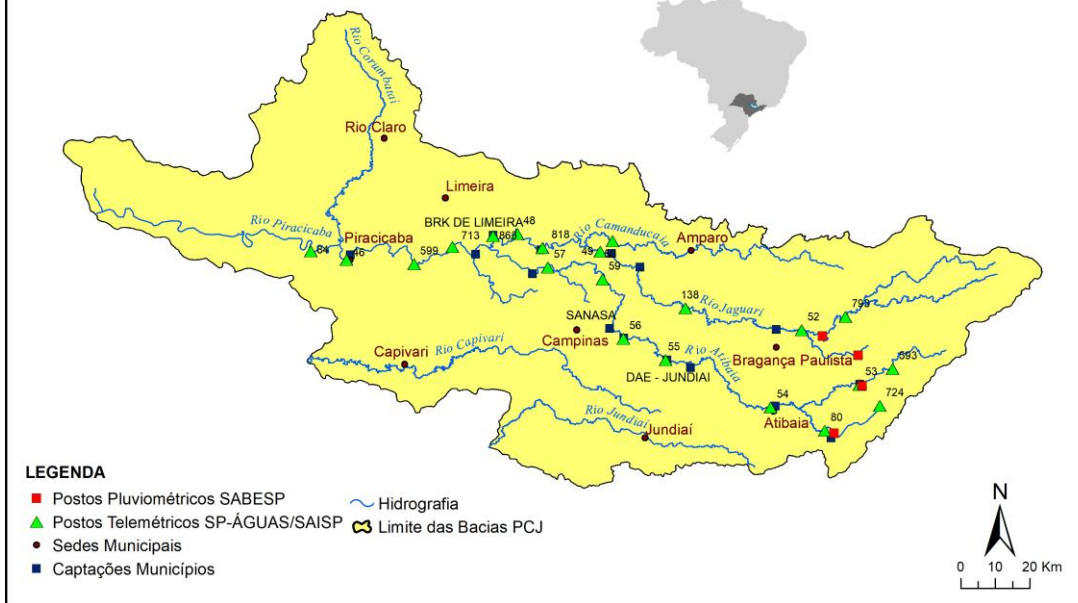 Rio Corumbataí
Rio Claro
Limeira
BRK DE LIMEIRA
48
Rio Camanducaia
Rio Piracicaba
Piracicaba
713
866
818
Amparo
84
46
599
57
49
59
138
Rio Jaguari
799
52
SANASA
56
Campinas
Rio Capivari
Capivari
55
Rio Atibaia
Bragança Paulista
DAE - JUNDIAI
53
593
54
724
Atibaia
80
Rio Jundiaí
Jundiaí
LEGENDA
Postos Pluviométricos SABESP
Postos Telemétricos SP-ÁGUAS/SAISP
Sedes Municipais
Captações Municípios
Hidrografia
Limite das Bacias PCJ
N
0 10 20 Km